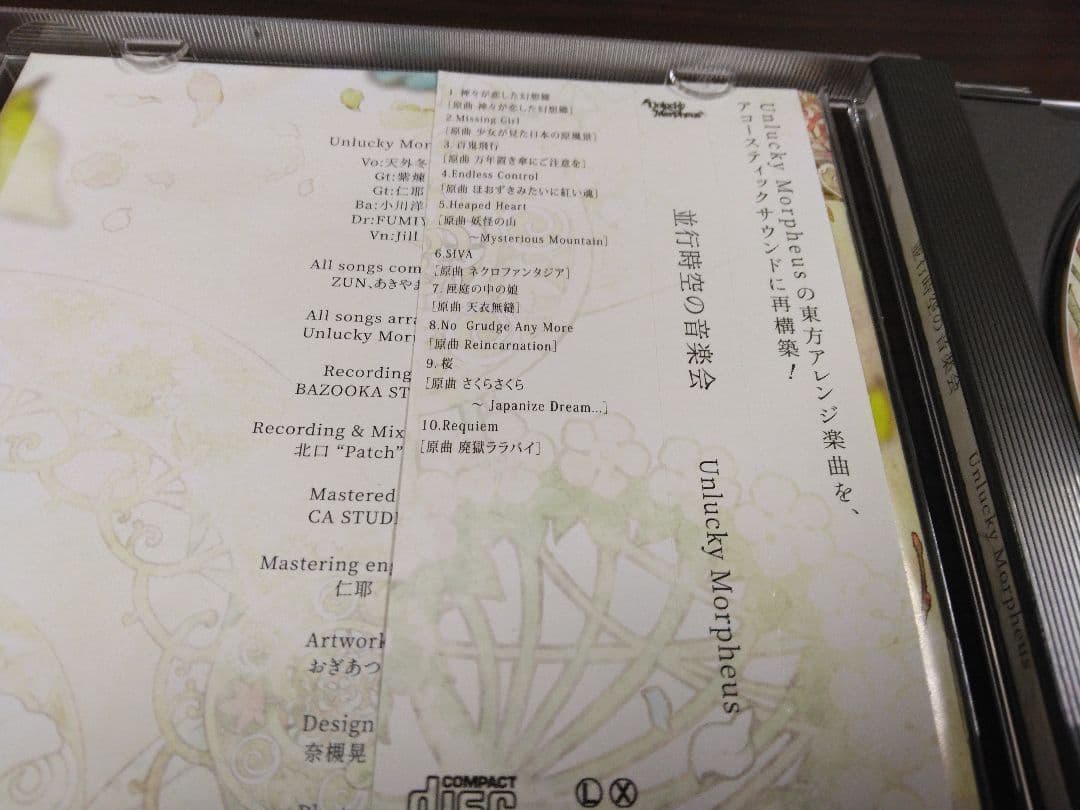 Unlucky Mor
Vo:天外冬
Gt:紫煉
Gt:仁耶
Ba:小川洋
Dr:FUMIY
Vn:Jill
All songs com
ZUN、あきやま
All songs arra
Unlucky Mor
Recording
BAZOOKA ST
Recording & Mix
北口 “Patch”
Mastered
CA STUDI
Mastering eng
仁耶
Artwork
おぎあつ
Design
奈槻晃
1. 神々が恋した幻想郷
[原曲 神々が恋した幻想郷]
2.Missing Girl
[原曲 少女が見た日本の原風景]
3. 百鬼飛行
[原曲 万年置き傘にご注意を]
4.Endless Control
[原曲 ほおずきみたいに紅い魂]
5.Heaped Heart
[原曲 妖怪の山
～Mysterious Mountain]
6.SIVA
[原曲 ネクロファンタジア]
7. 匣庭の中の娘
[原曲 天衣無縫]
8.No Grudge Any More
[原曲 Reincarnation]
9. 桜
[原曲 さくらさくら
～ Japanize Dream...]
10.Requiem
[原曲 廃獄ララバイ]
Unlucky Morpheus
Unlucky Morpheusの東方アレンジ楽曲を、
アコースティックサウンドに再構築！
並行時空の音楽会
Unlucky Morpheus
COMPACT
disc
L X
並行時空の音楽会
Unlucky Morpheus